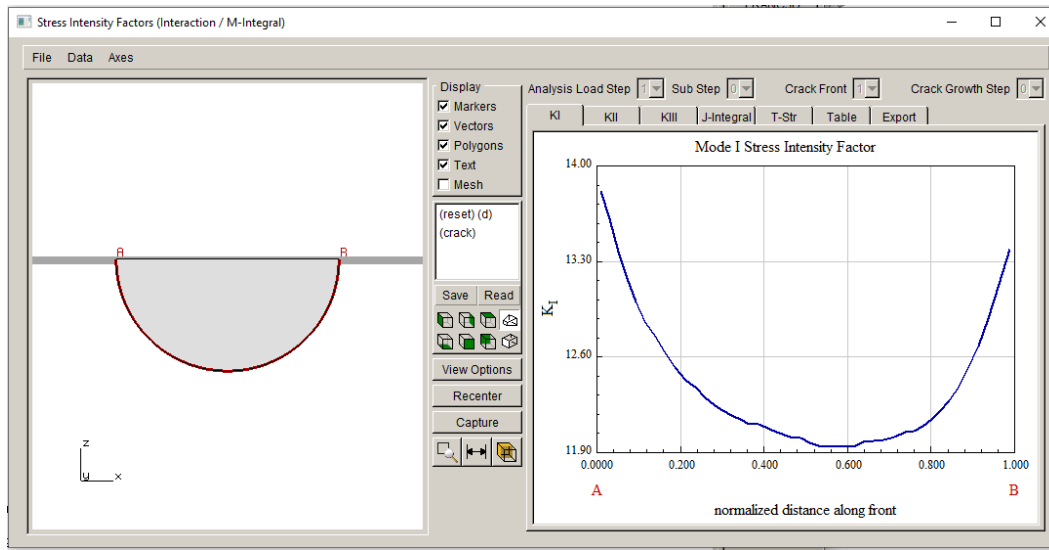 Stress Intensity Factors (Interaction / M-Integral)
File Data Axes
A B
z
y x
Display
Markers
Vectors
Polygons
Text
Mesh
(reset) (d)
(crack)
Save Read
View Options
Recenter
Capture
Analysis Load Step 1 Sub Step 0 Crack Front 1 Crack Growth Step 0
KI KII KIII J-Integral T-Str Table Export
Mode I Stress Intensity Factor
14.00
13.30
12.60
11.90
KI
0.0000 0.200 0.400 0.600 0.800 1.000
A B
normalized distance along front